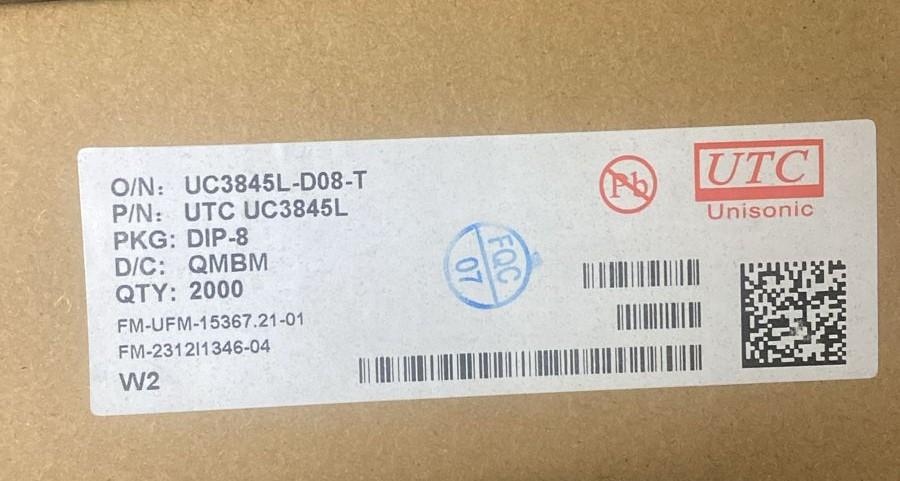 O/N: UC3845L-D08-T
P/N: UTC UC3845L
PKG: DIP-8
D/C: QMBM
QTY: 2000
FM-UFM-15367.21-01
FM-2312I1346-04
W2
FQC
07
Pb
UTC
Unisonic